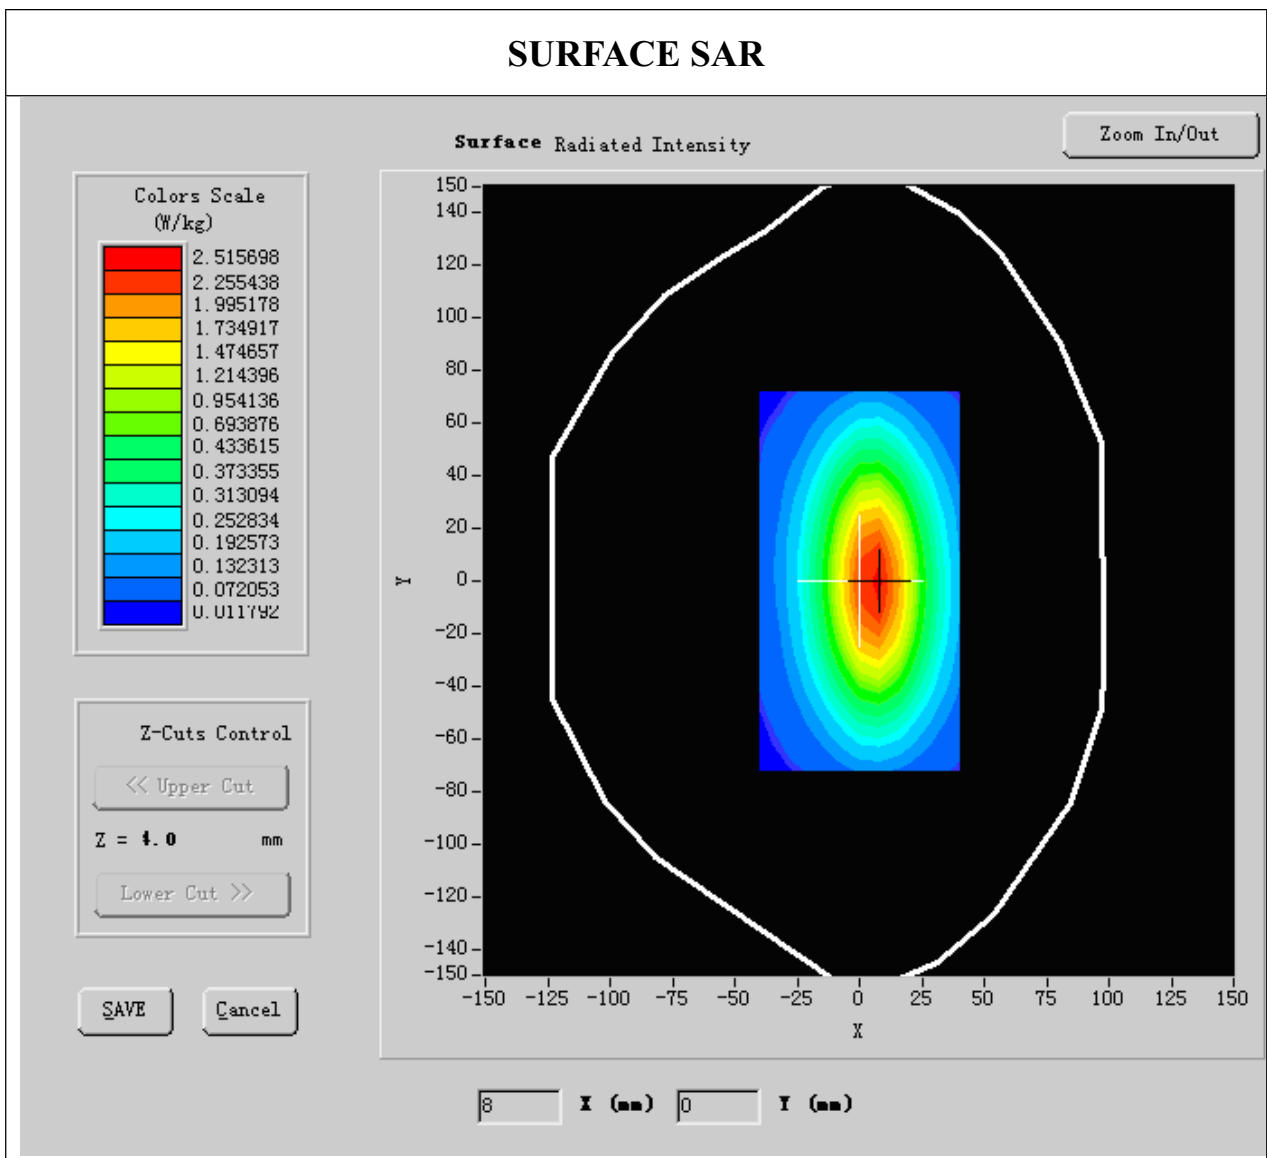 SURFACE SAR
Surface Radiated Intensity
Zoom In/Out
Colors Scale
(W/kg)
2.515698
2.255438
1.995178
1.734917
1.474657
1.214396
0.954136
0.693876
0.433615
0.373355
0.313094
0.252834
0.192573
0.132313
0.072053
0.011792
Z-Cuts Control
<< Upper Cut
Z = 4.0 mm
Lower Cut >>
SAVE Cancel
150
140
120
100
80
60
40
20
0
-20
-40
-60
-80
-100
-120
-140
-150
Y
-150 -125 -100 -75 -50 -25 0 25 50 75 100 125 150
X
8 X (mm) 0 Y (mm)